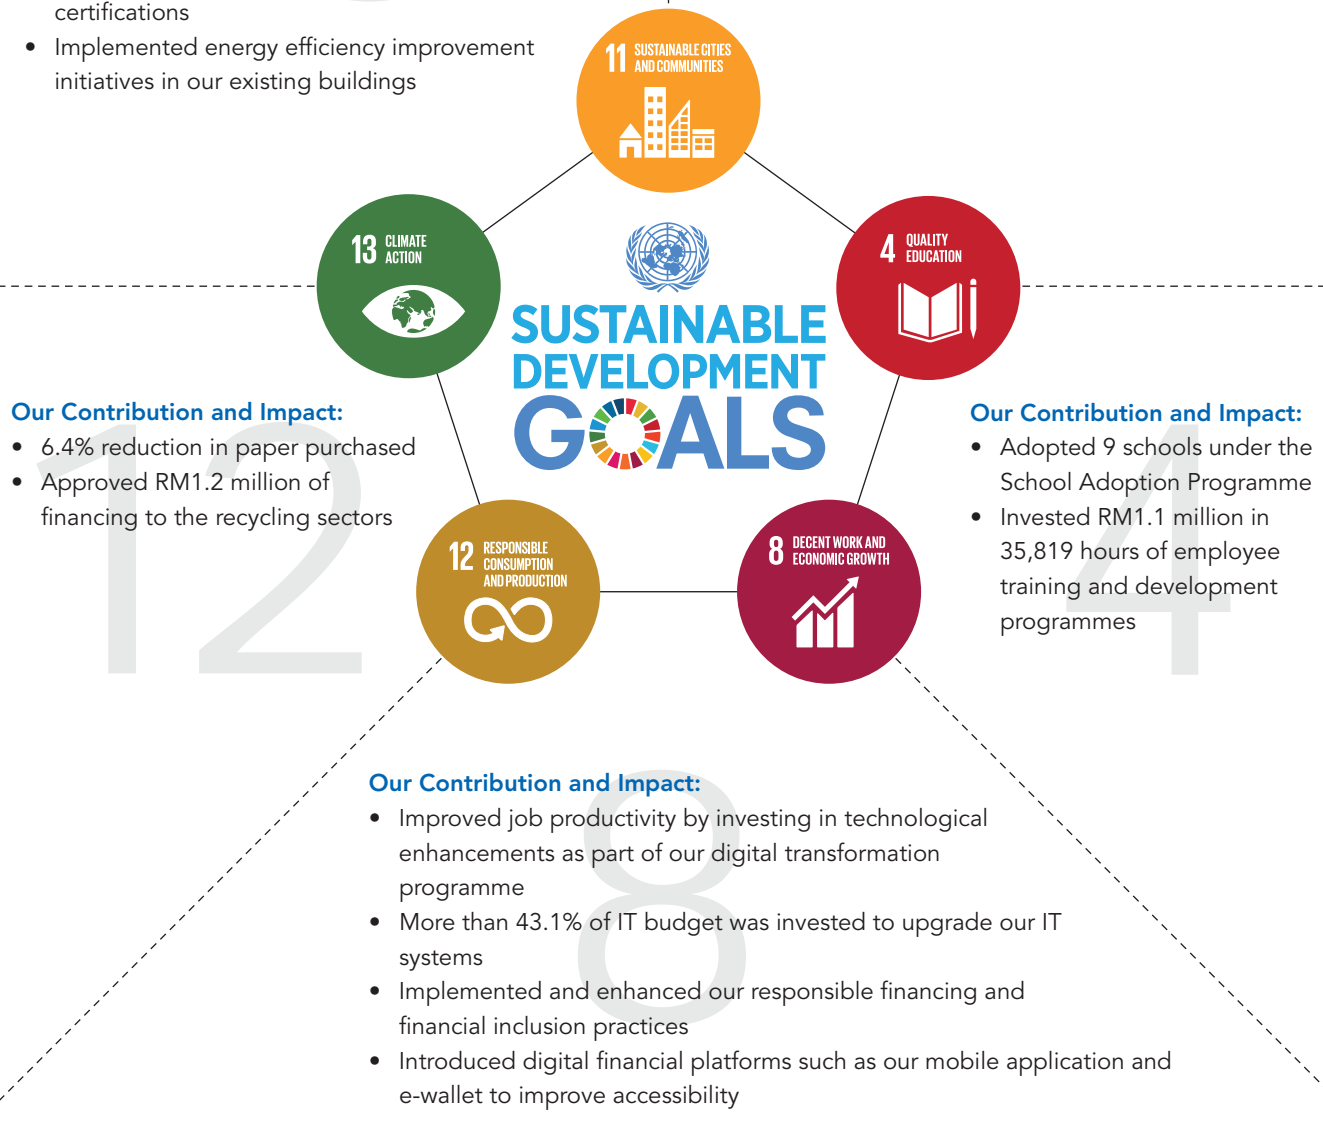 certifications
• Implemented energy efficiency improvement
initiatives in our existing buildings
11 SUSTAINABLE CITIES
AND COMMUNITIES
13 CLIMATE
ACTION
4 QUALITY
EDUCATION
SUSTAINABLE
DEVELOPMENT
GOALS
12 RESPONSIBLE
CONSUMPTION
AND PRODUCTION
8 DECENT WORK AND
ECONOMIC GROWTH
12
Our Contribution and Impact:
• 6.4% reduction in paper purchased
• Approved RM1.2 million of
financing to the recycling sectors
4
Our Contribution and Impact:
• Adopted 9 schools under the
School Adoption Programme
• Invested RM1.1 million in
35,819 hours of employee
training and development
programmes
8
Our Contribution and Impact:
• Improved job productivity by investing in technological
enhancements as part of our digital transformation
programme
• More than 43.1% of IT budget was invested to upgrade our IT
systems
• Implemented and enhanced our responsible financing and
financial inclusion practices
• Introduced digital financial platforms such as our mobile application and
e-wallet to improve accessibility